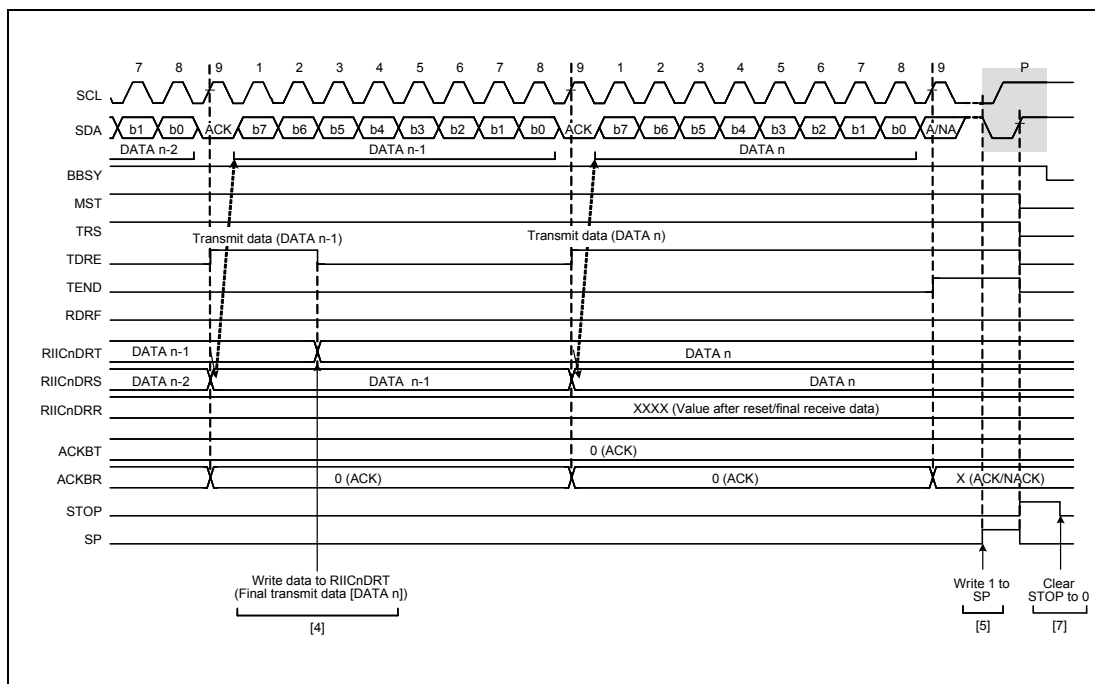 7 8 9 1 2 3 4 5 6 7 8 9 1 2 3 4 5 6 7 8 9 P
SCL
SDA b1 b0 ACK b7 b6 b5 b4 b3 b2 b1 b0 ACK b7 b6 b5 b4 b3 b2 b1 b0 A/NA
DATA n-2 DATA n-1 DATA n
BBSY
MST
TRS
Transmit data (DATA n-1) Transmit data (DATA n)
TDRE
TEND
RDRF
RIICnDRT DATA n-1 DATA n
RIICnDRS DATA n-2 DATA n-1 DATA n
RIICnDRR XXXX (Value after reset/final receive data)
ACKBT 0 (ACK)
ACKBR 0 (ACK) 0 (ACK) X (ACK/NACK)
STOP
SP
Write data to RIICnDRT
(Final transmit data [DATA n])
[4]
Write 1 to
SP
[5]
Clear
STOP to 0
[7]